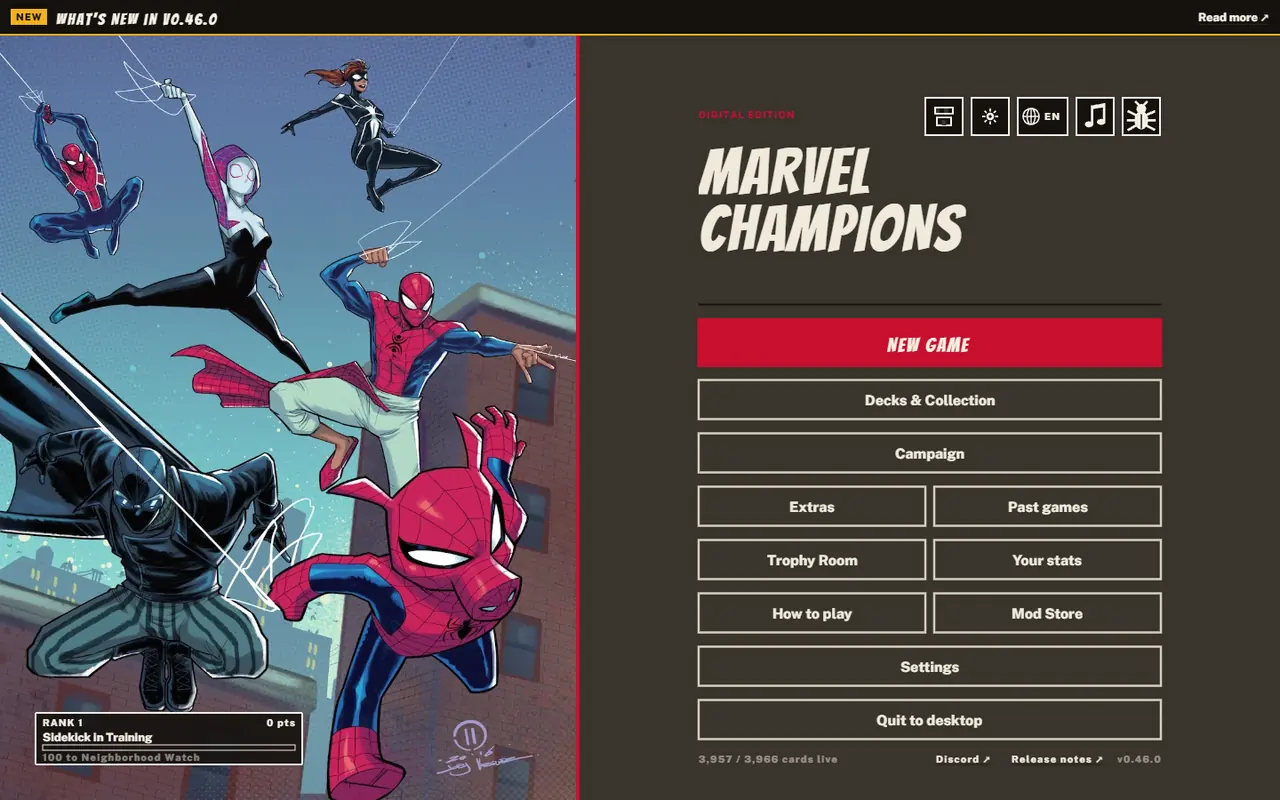 NEW WHAT'S NEW IN V0.46.0 Read more ↗
DIGITAL EDITION
EN
MARVEL
CHAMPIONS
NEW GAME
Decks & Collection
Campaign
Extras Past games
Trophy Room Your stats
How to play Mod Store
Settings
Quit to desktop
RANK 1 0 pts
Sidekick in Training
100 to Neighborhood Watch
3,957 / 3,966 cards live Discord ↗ Release notes ↗ v0.46.0